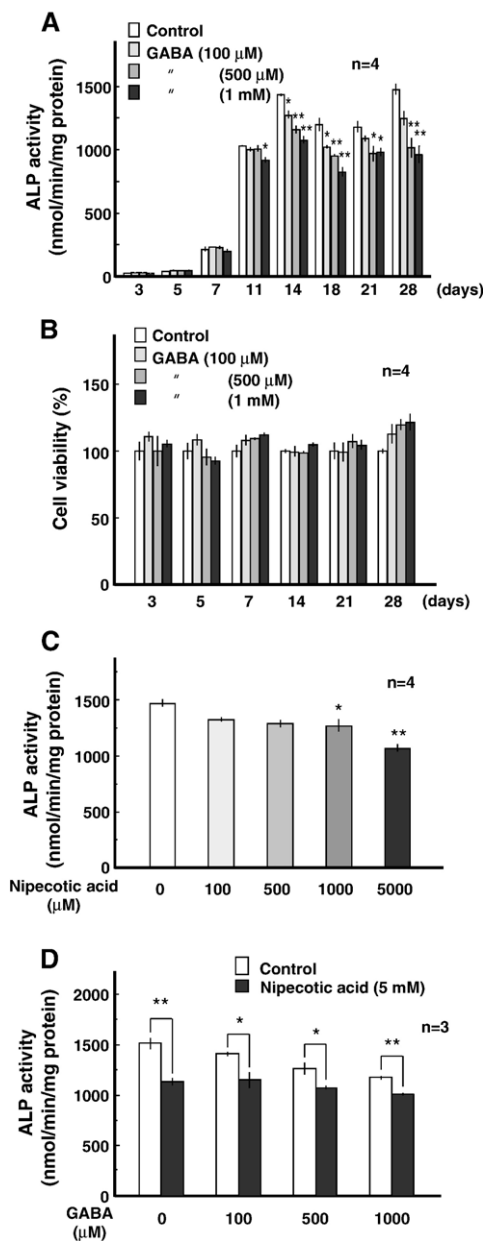 A
Control
GABA (100 μM)
〃 (500 μM)
〃 (1 mM)
n=4
ALP activity
(nmol/min/mg protein)
1500
1000
500
0
* * ** ** * ** ** * * ** **
3 5 7 11 14 18 21 28 (days)
B
Control
GABA (100 μM)
〃 (500 μM)
〃 (1 mM)
n=4
Cell viability (%)
150
100
50
0
3 5 7 14 21 28 (days)
C
n=4
ALP activity
(nmol/min/mg protein)
1500
1000
500
0
* **
Nipecotic acid 0 100 500 1000 5000
(μM)
D
Control
Nipecotic acid (5 mM)
n=3
ALP activity
(nmol/min/mg protein)
2000
1500
1000
500
0
** * * **
GABA 0 100 500 1000
(μM)